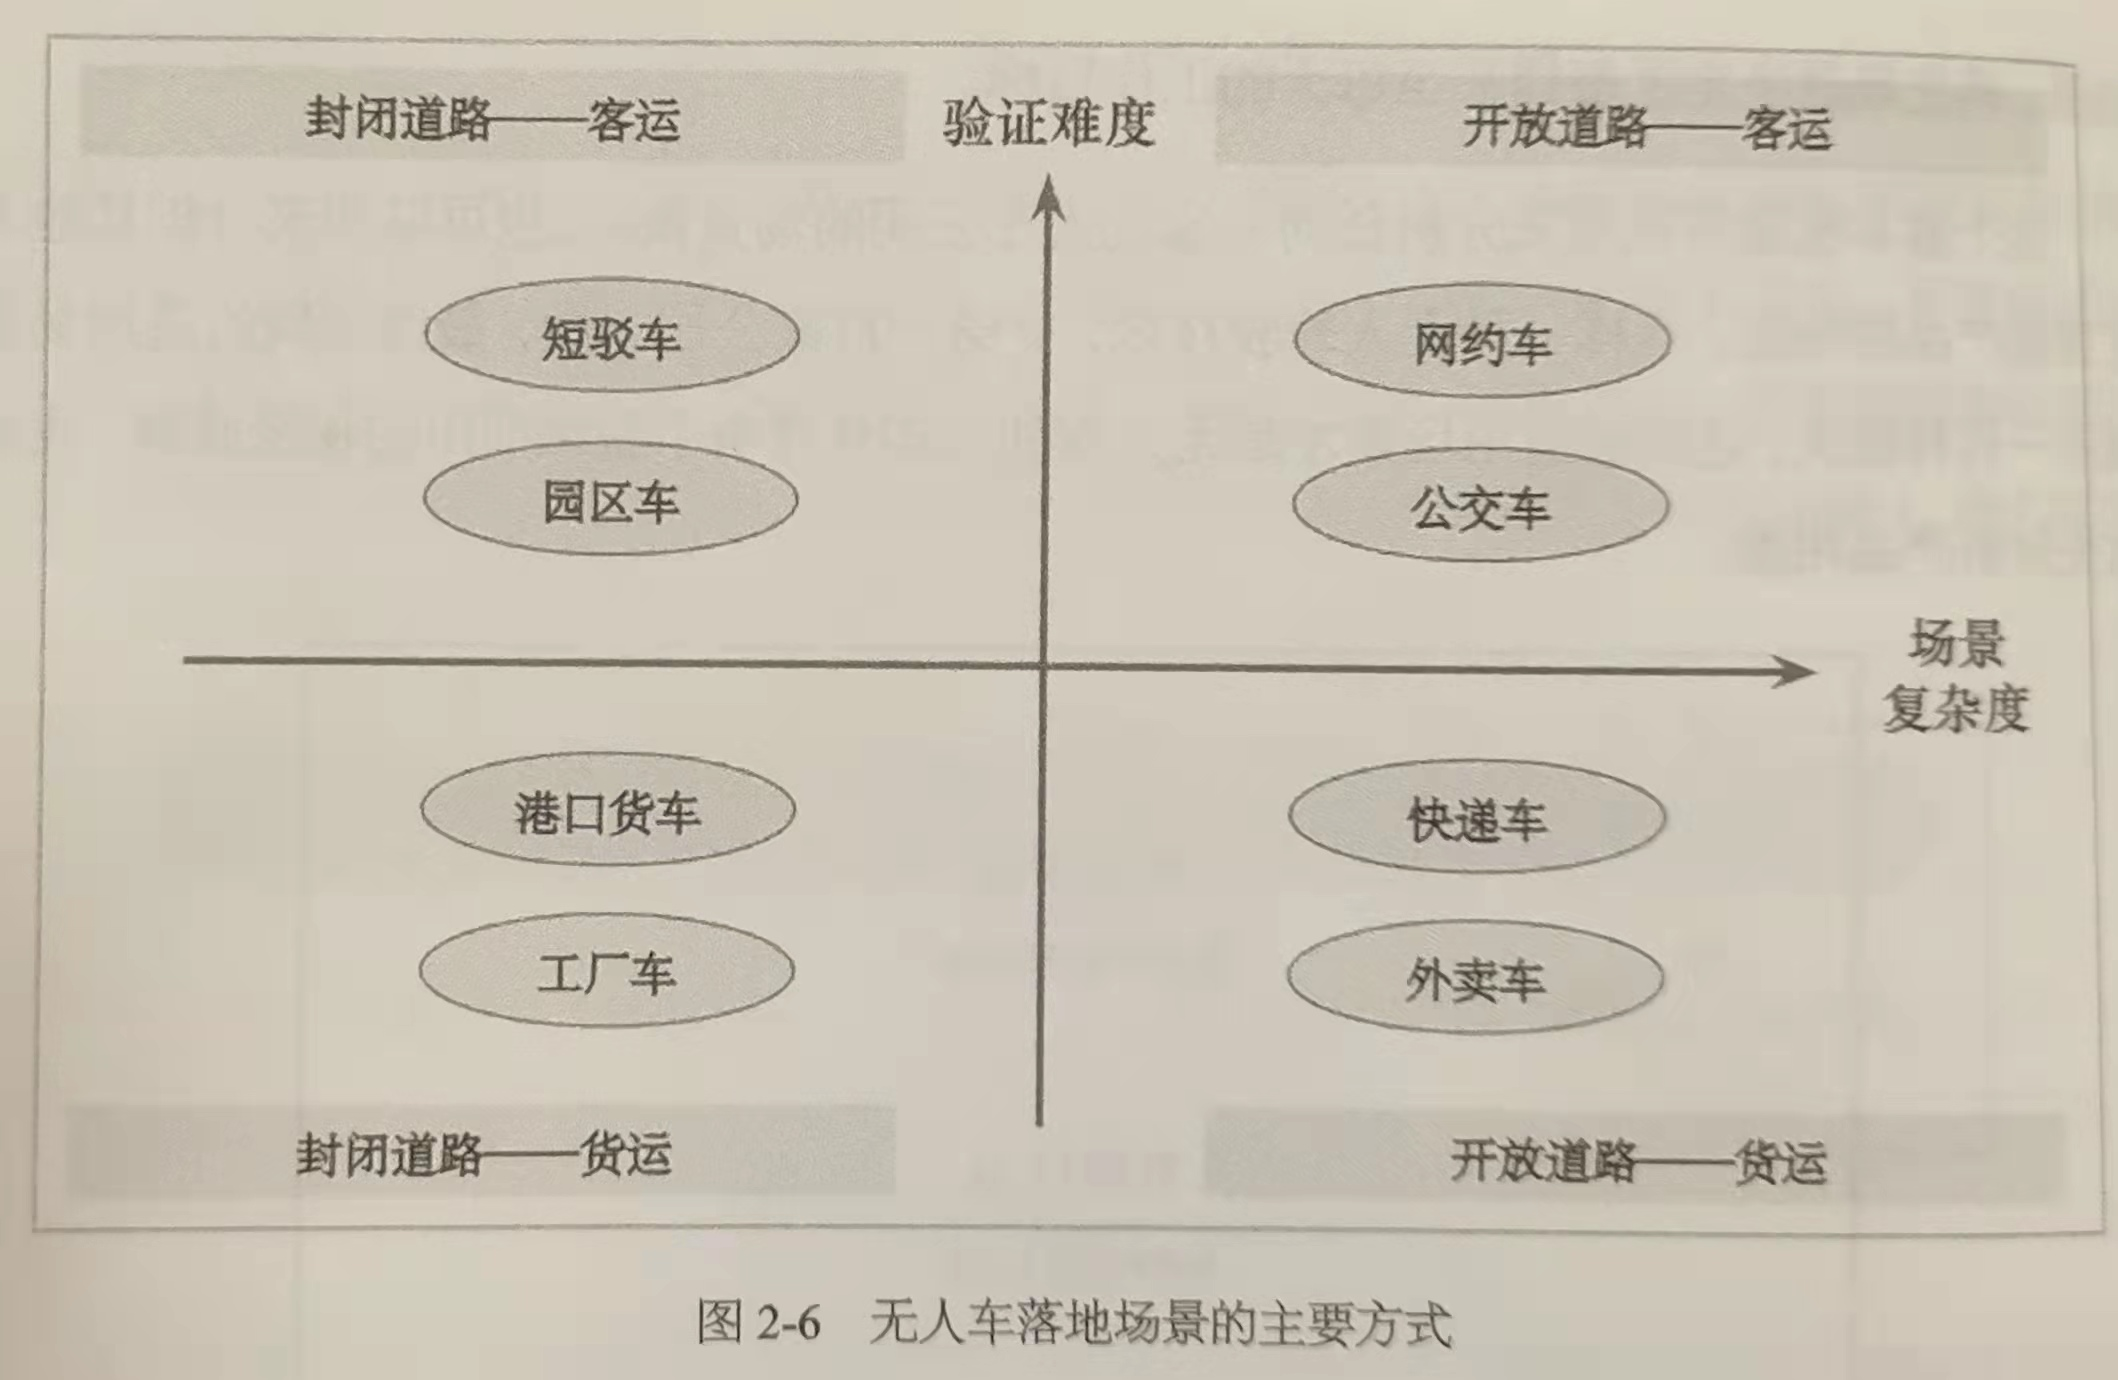 封闭道路——客运
验证难度
开放道路——客运
短驳车
网约车
园区车
公交车
场景
复杂度
港口货车
快递车
工厂车
外卖车
封闭道路——货运
开放道路——货运
图 2-6 无人车落地场景的主要方式